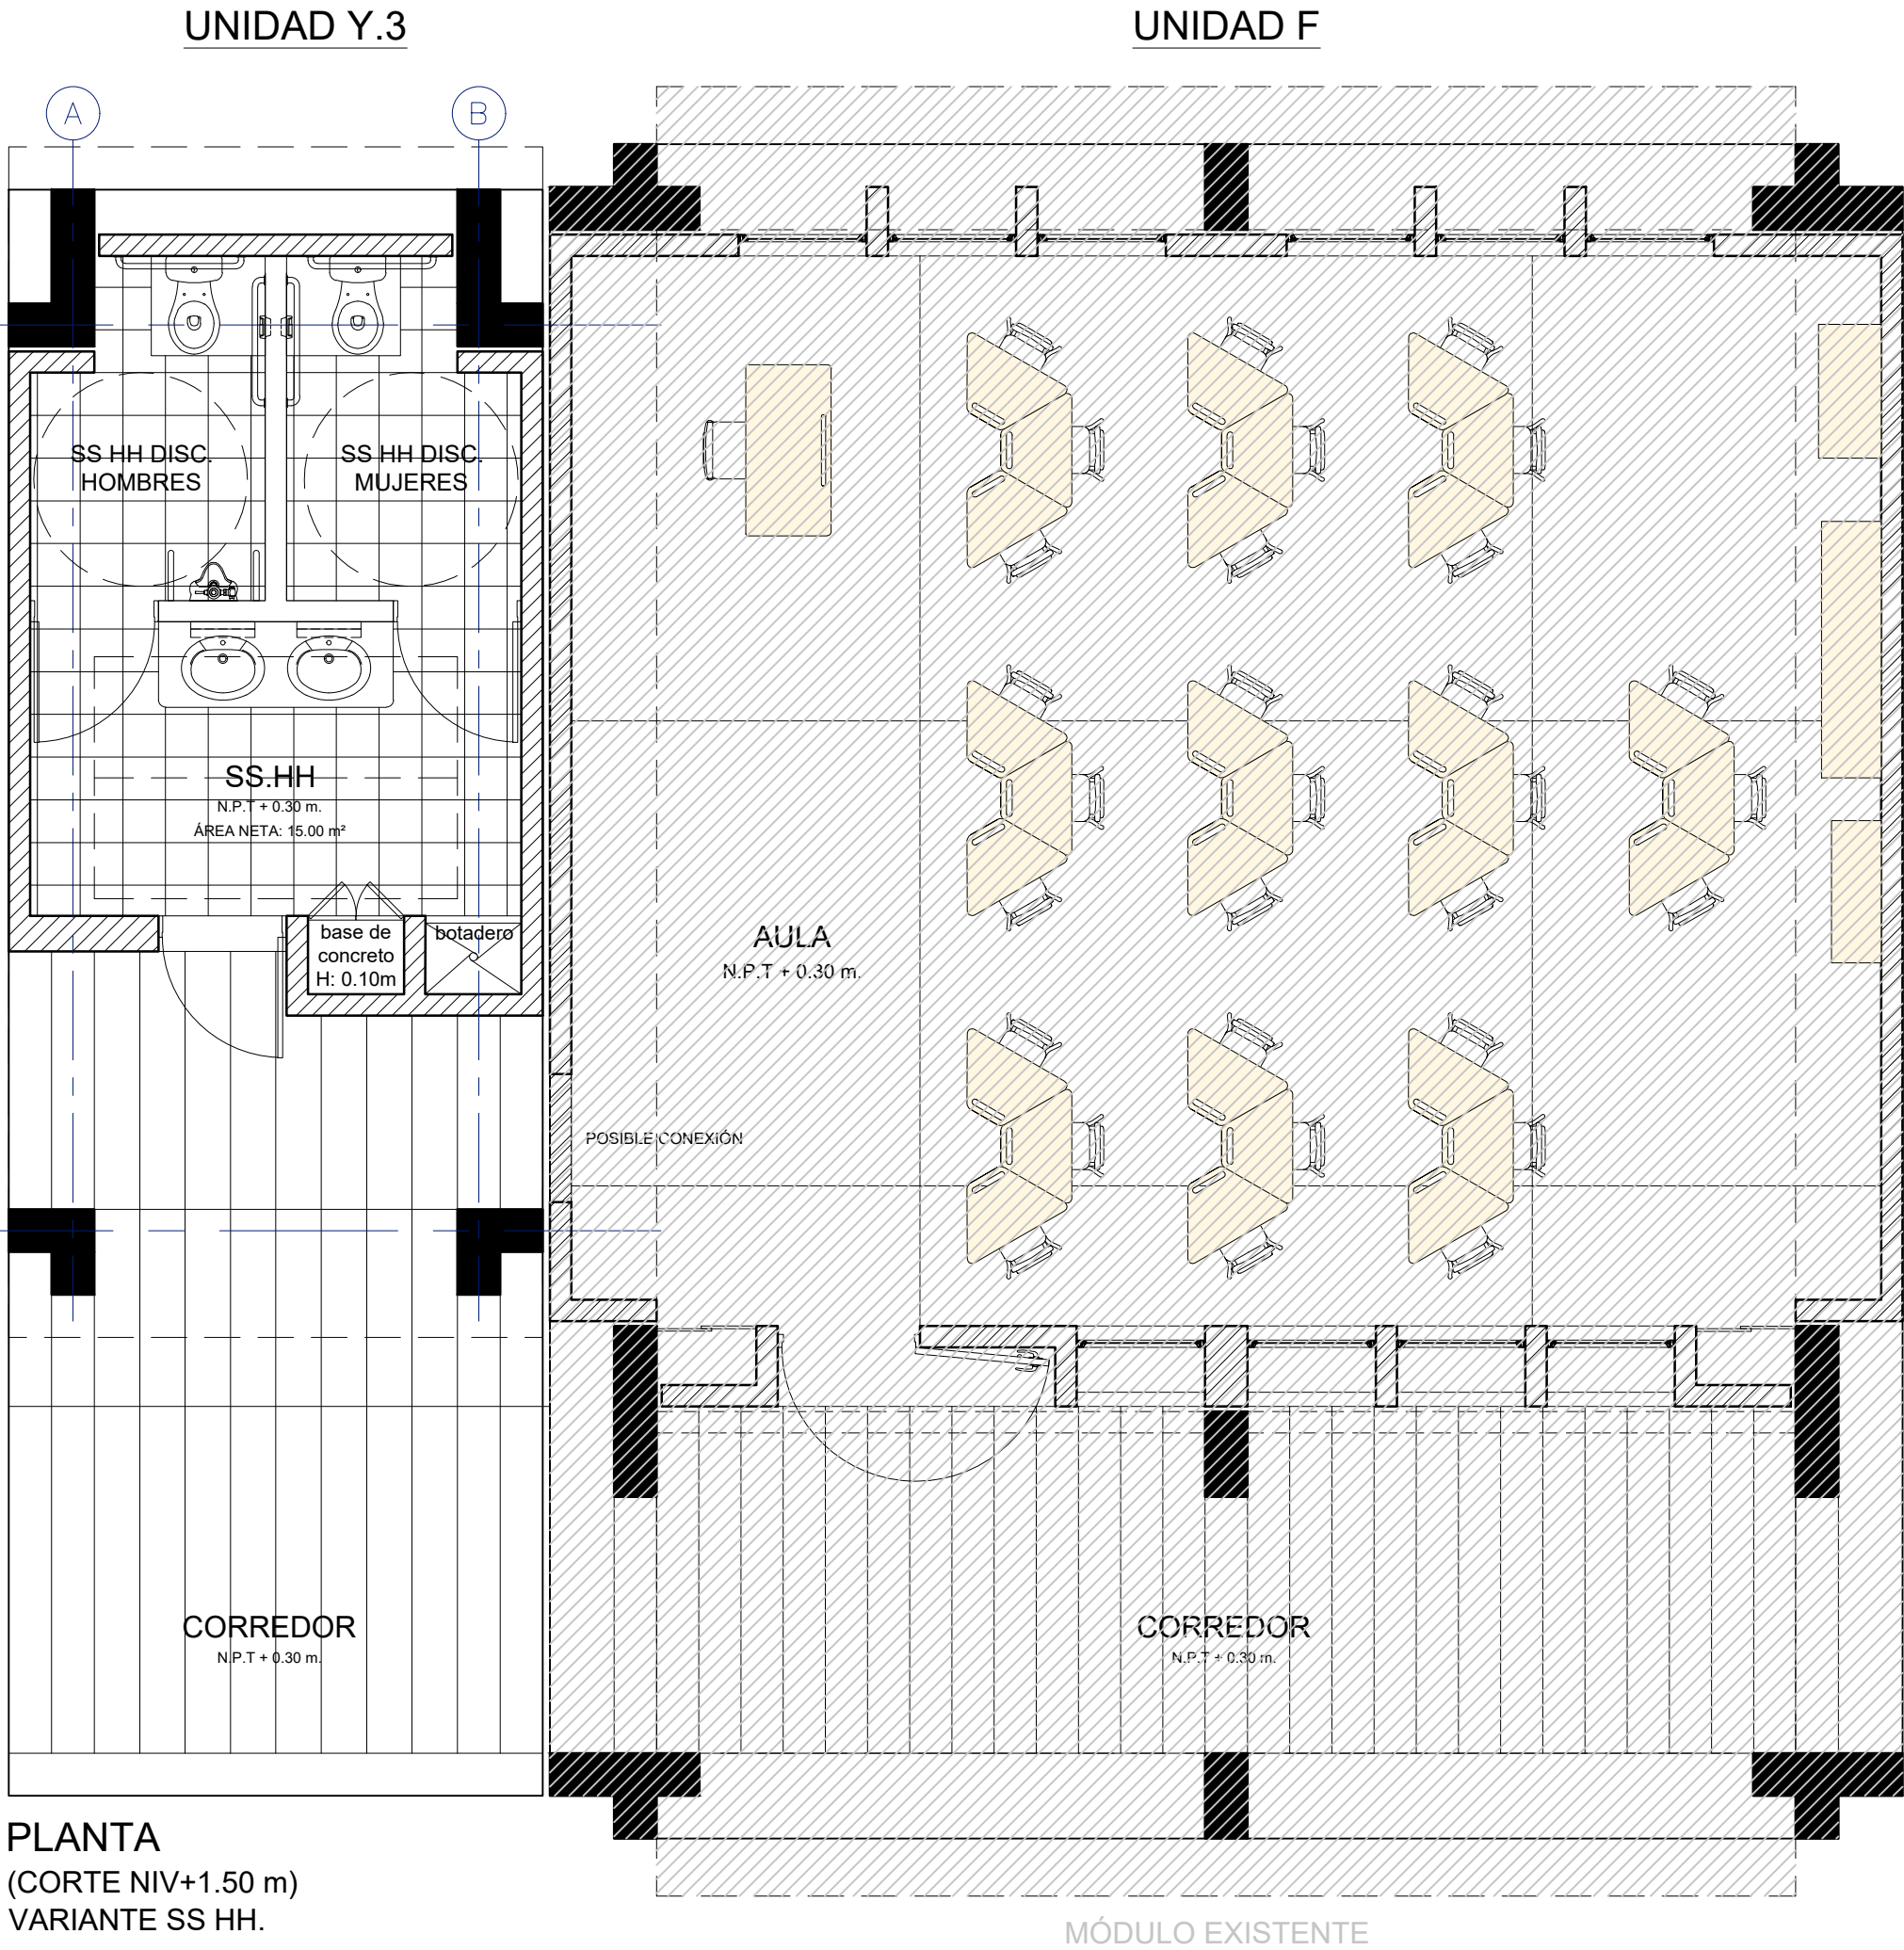 UNIDAD Y.3
UNIDAD F
A
B
SS HH DISC.
HOMBRES
SS HH DISC.
MUJERES
SS.HH
N.P.T + 0.30 m.
ÁREA NETA: 15.00 m²
base de
concreto
H: 0.10m
botadero
AULA
N.P.T + 0.30 m.
POSIBLE CONEXIÓN
CORREDOR
N.P.T + 0.30 m.
CORREDOR
N.P.T + 0.30 m.
PLANTA
(CORTE NIV+1.50 m)
VARIANTE SS HH.
MÓDULO EXISTENTE